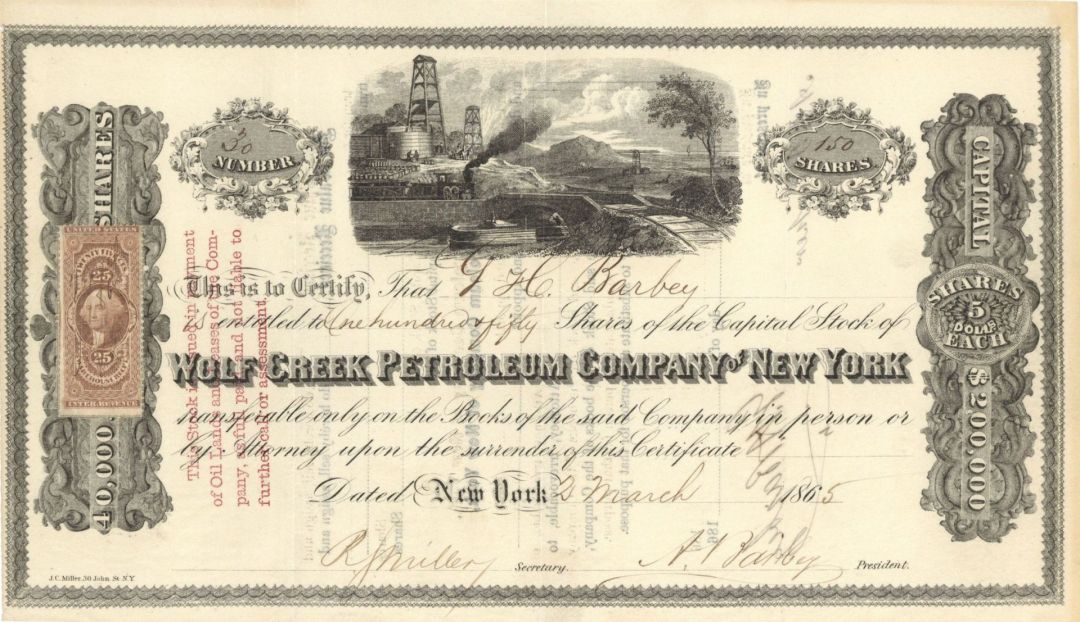 30
NUMBER
150
SHARES
40,000 SHARES
CAPITAL $200,000
SHARES
5
DOLLAR
EACH
UNITED STATES
25
25
INTER. REVENUE
This Stock is issued in payment
of Oil Lands and Leases of the Com-
pany, as full paid and not liable to
further call or assessment.
This is to Certify, That H. Barbey
is entitled to One hundred & fifty Shares of the Capital Stock of
WOLF CREEK PETROLEUM COMPANY OF NEW YORK
transferable only on the Books of the said Company in person or
by attorney upon the surrender of this Certificate
Dated New York 2 March 1865
Miller Secretary. Barbey President.
J.C. Miller, 30 John St. N.Y.